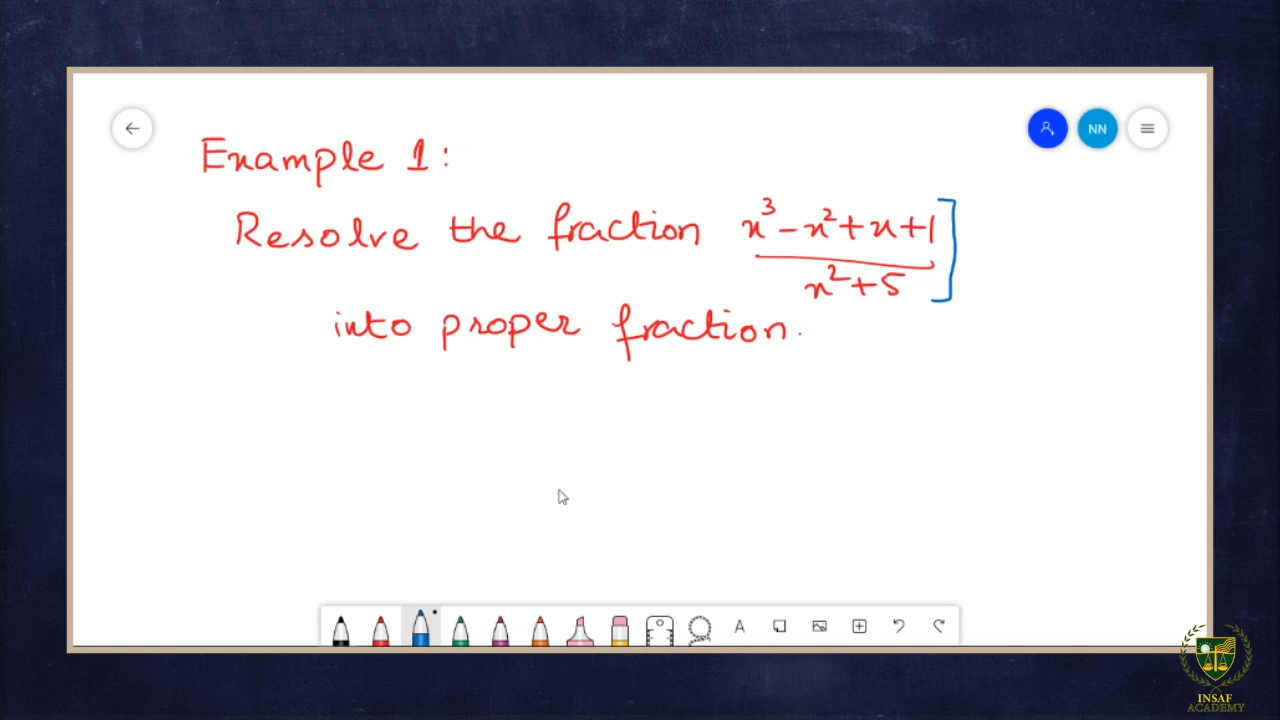 Example 1:
NN
Resolve the fraction x³ - x² + x + 1 / x² + 5
into proper fraction.
A
INSAF
ACADEMY